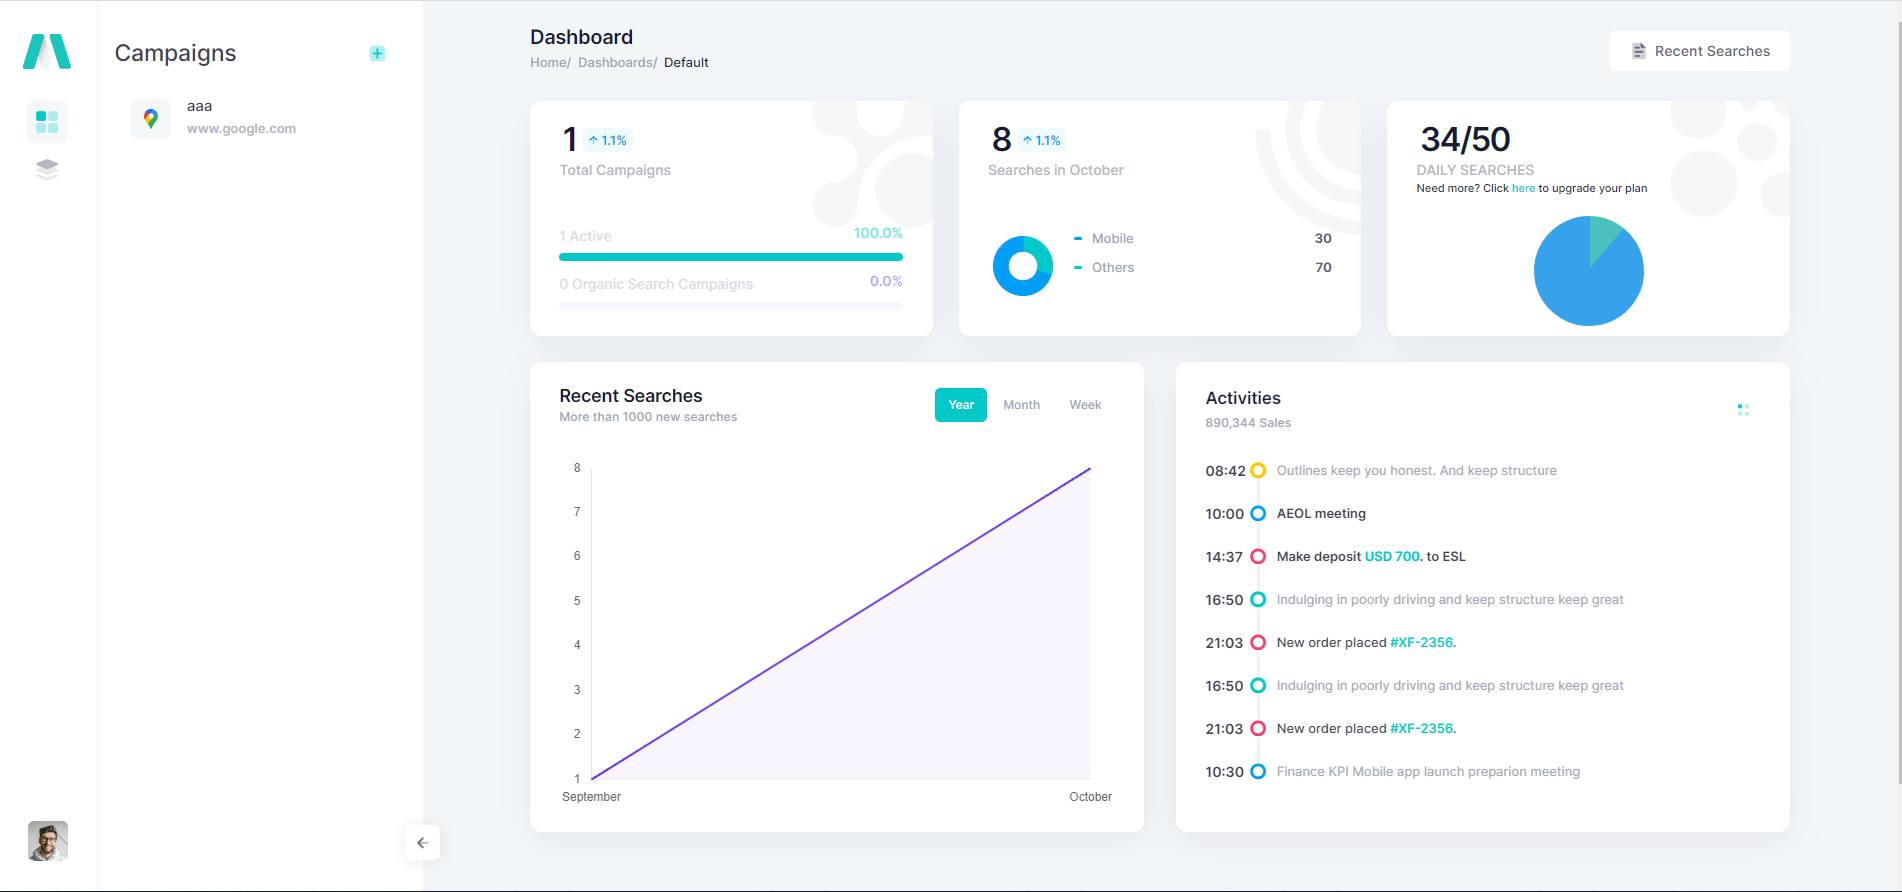 Campaigns
aaa
www.google.com
Dashboard
Home/ Dashboards/ Default
Recent Searches
1 1.1%
Total Campaigns
1 Active 100.0%
0 Organic Search Campaigns 0.0%
8 1.1%
Searches in October
Mobile 30
Others 70
34/50
DAILY SEARCHES
Need more? Click here to upgrade your plan
Recent Searches
More than 1000 new searches
Year Month Week
8
7
6
5
4
3
2
1
September October
Activities
890,344 Sales
08:42 Outlines keep you honest. And keep structure
10:00 AEOL meeting
14:37 Make deposit USD 700. to ESL
16:50 Indulging in poorly driving and keep structure keep great
21:03 New order placed #XF-2356.
16:50 Indulging in poorly driving and keep structure keep great
21:03 New order placed #XF-2356.
10:30 Finance KPI Mobile app launch preparion meeting